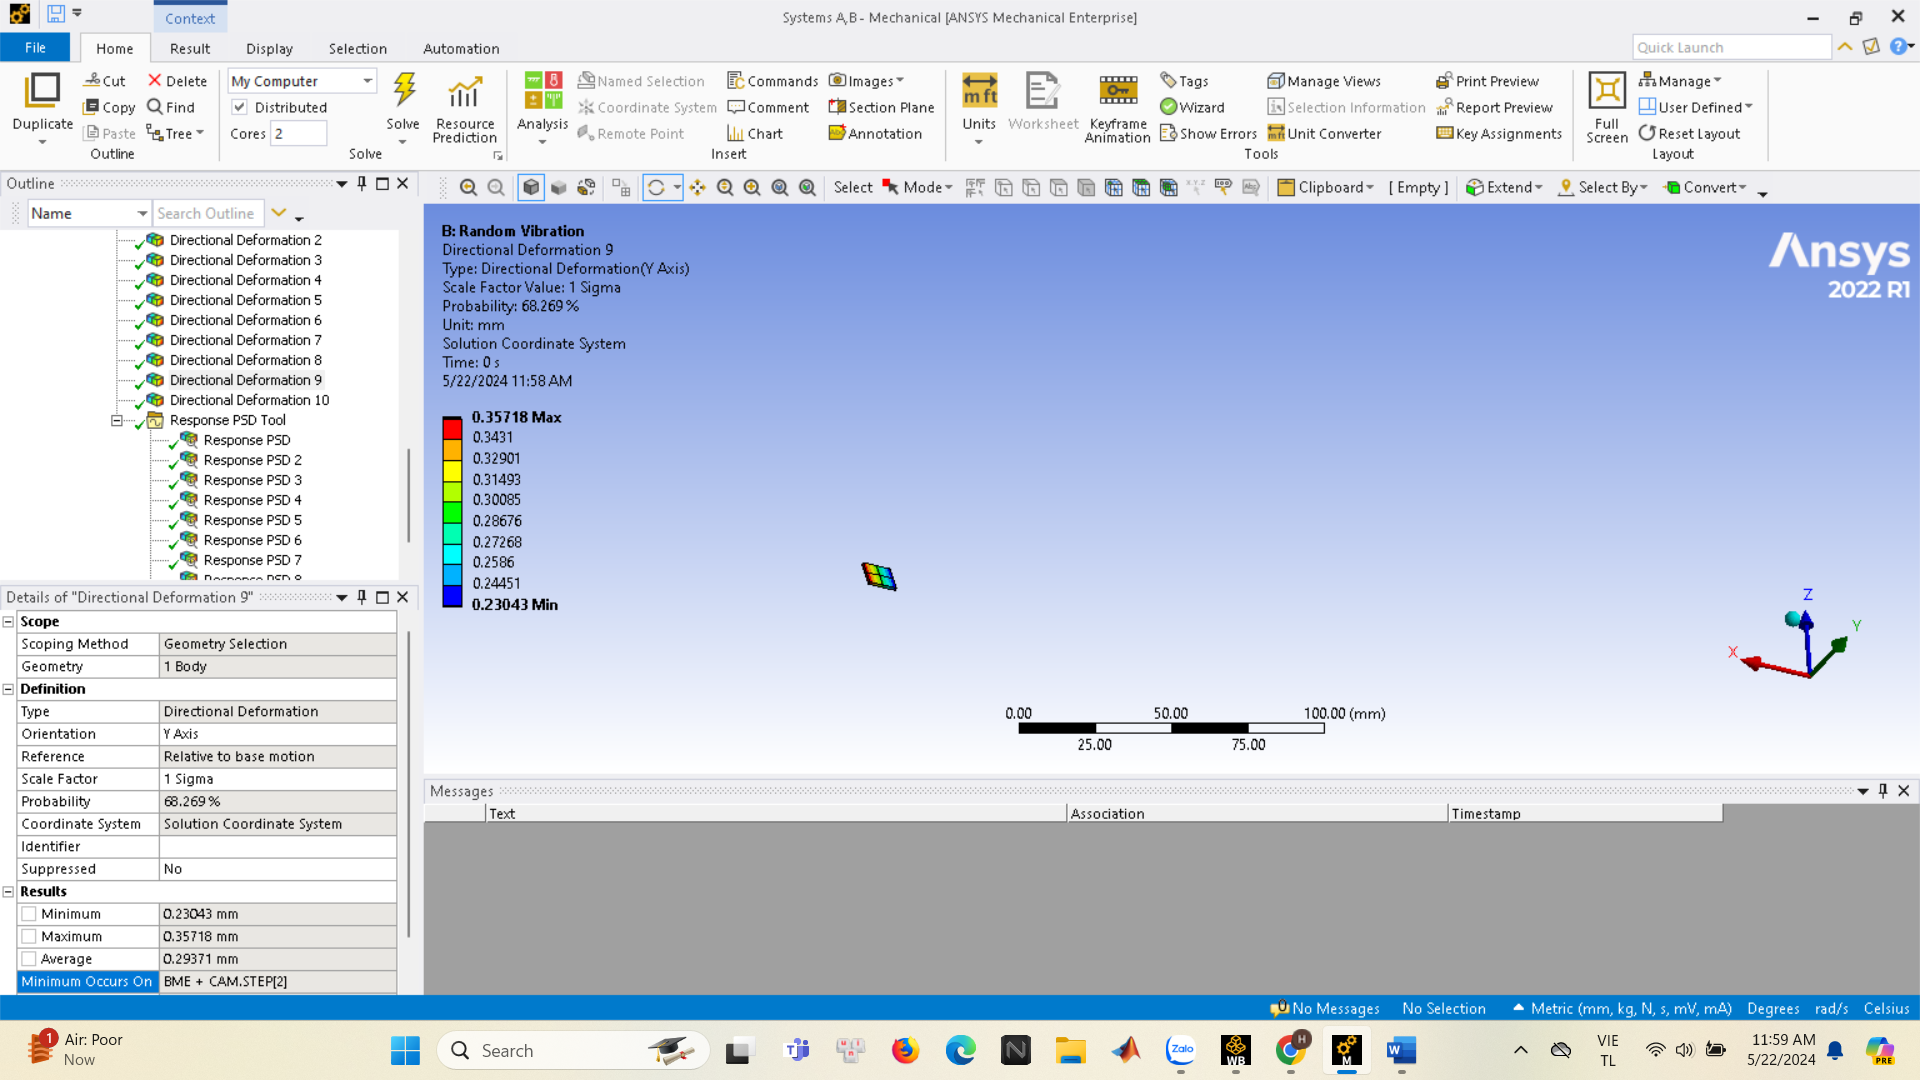 Context
Systems A,B - Mechanical [ANSYS Mechanical Enterprise]
File
Home
Result
Display
Selection
Automation
Quick Launch
Duplicate
Cut
Copy
Paste
Delete
Find
Tree
Outline
My Computer
Distributed
Cores 2
Solve
Resource Prediction
Solve
Analysis
Named Selection
Coordinate System
Remote Point
Commands
Comment
Chart
Images
Section Plane
Annotation
Insert
Units
Worksheet
Keyframe Animation
Tags
Wizard
Show Errors
Manage Views
Selection Information
Unit Converter
Print Preview
Report Preview
Key Assignments
Tools
Full Screen
Manage
User Defined
Reset Layout
Layout
Outline
Name
Search Outline
Select
Mode
Clipboard
[ Empty ]
Extend
Select By
Convert
Directional Deformation 2
Directional Deformation 3
Directional Deformation 4
Directional Deformation 5
Directional Deformation 6
Directional Deformation 7
Directional Deformation 8
Directional Deformation 9
Directional Deformation 10
Response PSD Tool
Response PSD
Response PSD 2
Response PSD 3
Response PSD 4
Response PSD 5
Response PSD 6
Response PSD 7
Response PSD 8
B: Random Vibration
Directional Deformation 9
Type: Directional Deformation(Y Axis)
Scale Factor Value: 1 Sigma
Probability: 68.269 %
Unit: mm
Solution Coordinate System
Time: 0 s
5/22/2024 11:58 AM
0.35718 Max
0.3431
0.32901
0.31493
0.30085
0.28676
0.27268
0.2586
0.24451
0.23043 Min
Ansys
2022 R1
Z
Y
X
0.00
50.00
100.00 (mm)
25.00
75.00
Details of "Directional Deformation 9"
Scope
Scoping Method Geometry Selection
Geometry 1 Body
Definition
Type Directional Deformation
Orientation Y Axis
Reference Relative to base motion
Scale Factor 1 Sigma
Probability 68.269 %
Coordinate System Solution Coordinate System
Identifier
Suppressed No
Results
Minimum 0.23043 mm
Maximum 0.35718 mm
Average 0.29371 mm
Minimum Occurs On BME + CAM.STEP[2]
Messages
Text
Association
Timestamp
No Messages
No Selection
Metric (mm, kg, N, s, mV, mA)
Degrees
rad/s
Celsius
1
Air: Poor
Now
Search
Zalo
WB
H
M
W
VIE
TL
11:59 AM
5/22/2024
PRE